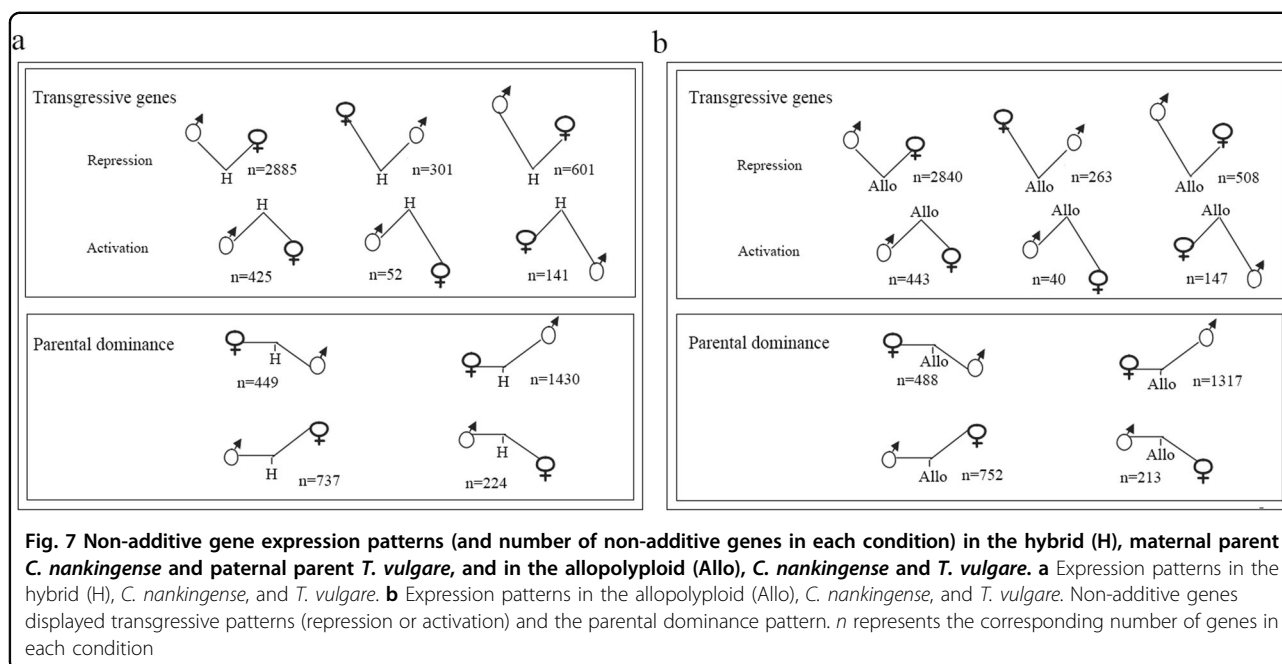 a
Transgressive genes
Repression
H
n=2885
H
n=301
H
n=601
Activation
H
n=425
H
n=52
H
n=141
Parental dominance
H
n=449
H
n=1430
H
n=737
H
n=224
b
Transgressive genes
Repression
Allo
n=2840
Allo
n=263
Allo
n=508
Activation
Allo
n=443
Allo
n=40
Allo
n=147
Parental dominance
Allo
n=488
Allo
n=1317
Allo
n=752
Allo
n=213
Fig. 7 Non-additive gene expression patterns (and number of non-additive genes in each condition) in the hybrid (H), maternal parent
C. nankingense and paternal parent T. vulgare, and in the allopolyploid (Allo), C. nankingense and T. vulgare. a Expression patterns in the
hybrid (H), C. nankingense, and T. vulgare. b Expression patterns in the allopolyploid (Allo), C. nankingense, and T. vulgare. Non-additive genes
displayed transgressive patterns (repression or activation) and the parental dominance pattern. n represents the corresponding number of genes in
each condition